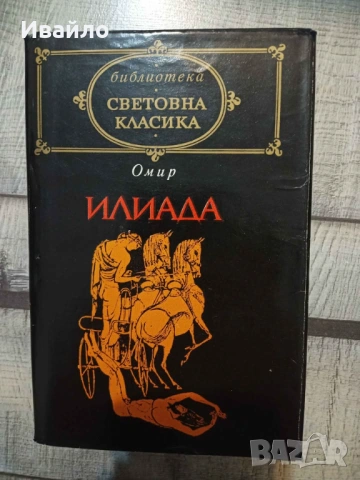 Ивайло
библиотека
СВЕТОВНА
КЛАСИКА
Омир
ИЛИАДА
BAZAR